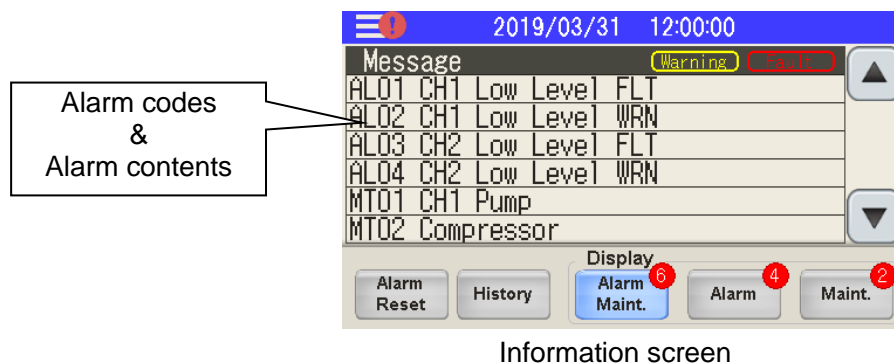 2019/03/31 12:00:00
Message Warning Fault
AL01 CH1 Low Level FLT
AL02 CH1 Low Level WRN
AL03 CH2 Low Level FLT
AL04 CH2 Low Level WRN
MT01 CH1 Pump
MT02 Compressor
Alarm codes
&
Alarm contents
Display
Alarm
Reset
History
Alarm
Maint.
6
Alarm
4
Maint.
2
Information screen